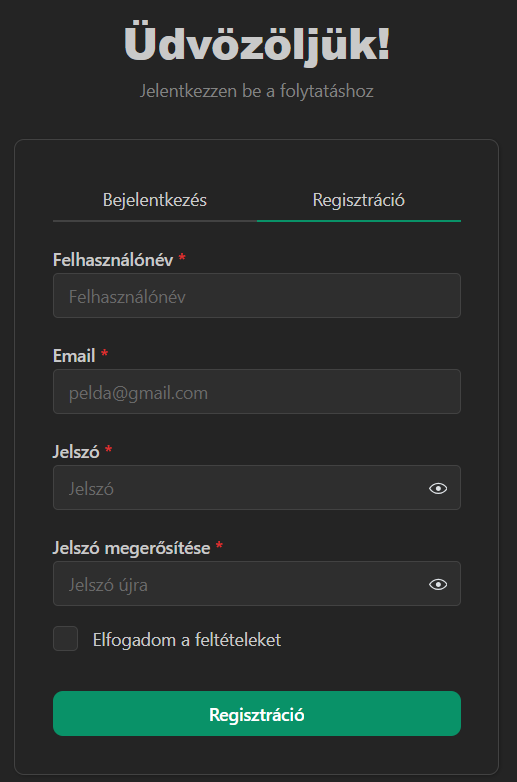 Üdvözöljük!
Jelentkezzen be a folytatáshoz
Bejelentkezés Regisztráció
Felhasználónév *
Felhasználónév
Email *
pelda@gmail.com
Jelszó *
Jelszó
Jelszó megerősítése *
Jelszó újra
Elfogadom a feltételeket
Regisztráció